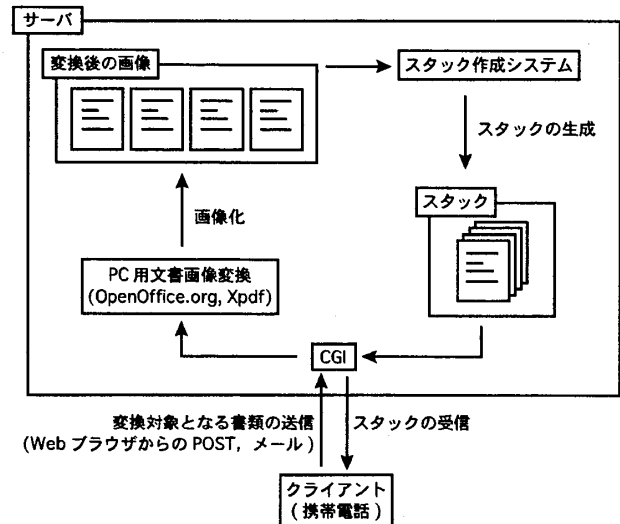 サーバ
変換後の画像
スタック作成システム
スタックの生成
スタック
画像化
PC 用文書画像変換
(OpenOffice.org, Xpdf)
CGI
変換対象となる書類の送信
(Web ブラウザからの POST，メール )
スタックの受信
クライアント
( 携帯電話 )